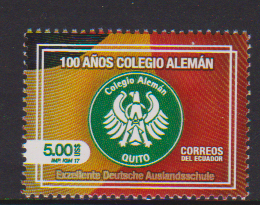 100 AÑOS COLEGIO ALEMÁN
Colegio Alemán
QUITO
5.00 USD
IMP. IGM 17
CORREOS
DEL ECUADOR
Exzellente Deutsche Auslandsschule